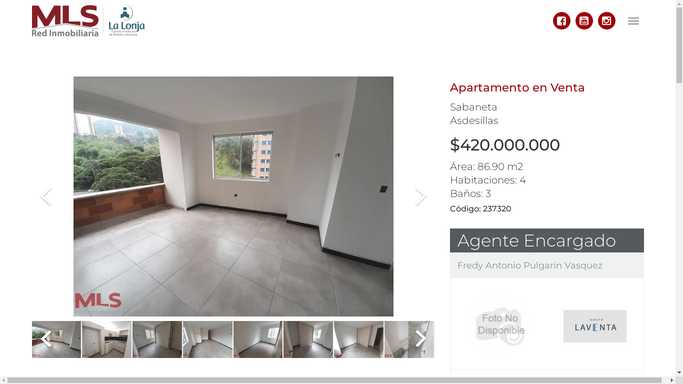 MLS
Red Inmobiliaria
La Lonja
Apartamento en Venta
Sabaneta
Asdesillas
$420.000.000
Área: 86.90 m2
Habitaciones: 4
Baños: 3
Código: 237320
MLS
Agente Encargado
Fredy Antonio Pulgarin Vasquez
Foto No
Disponible
LAVENTA